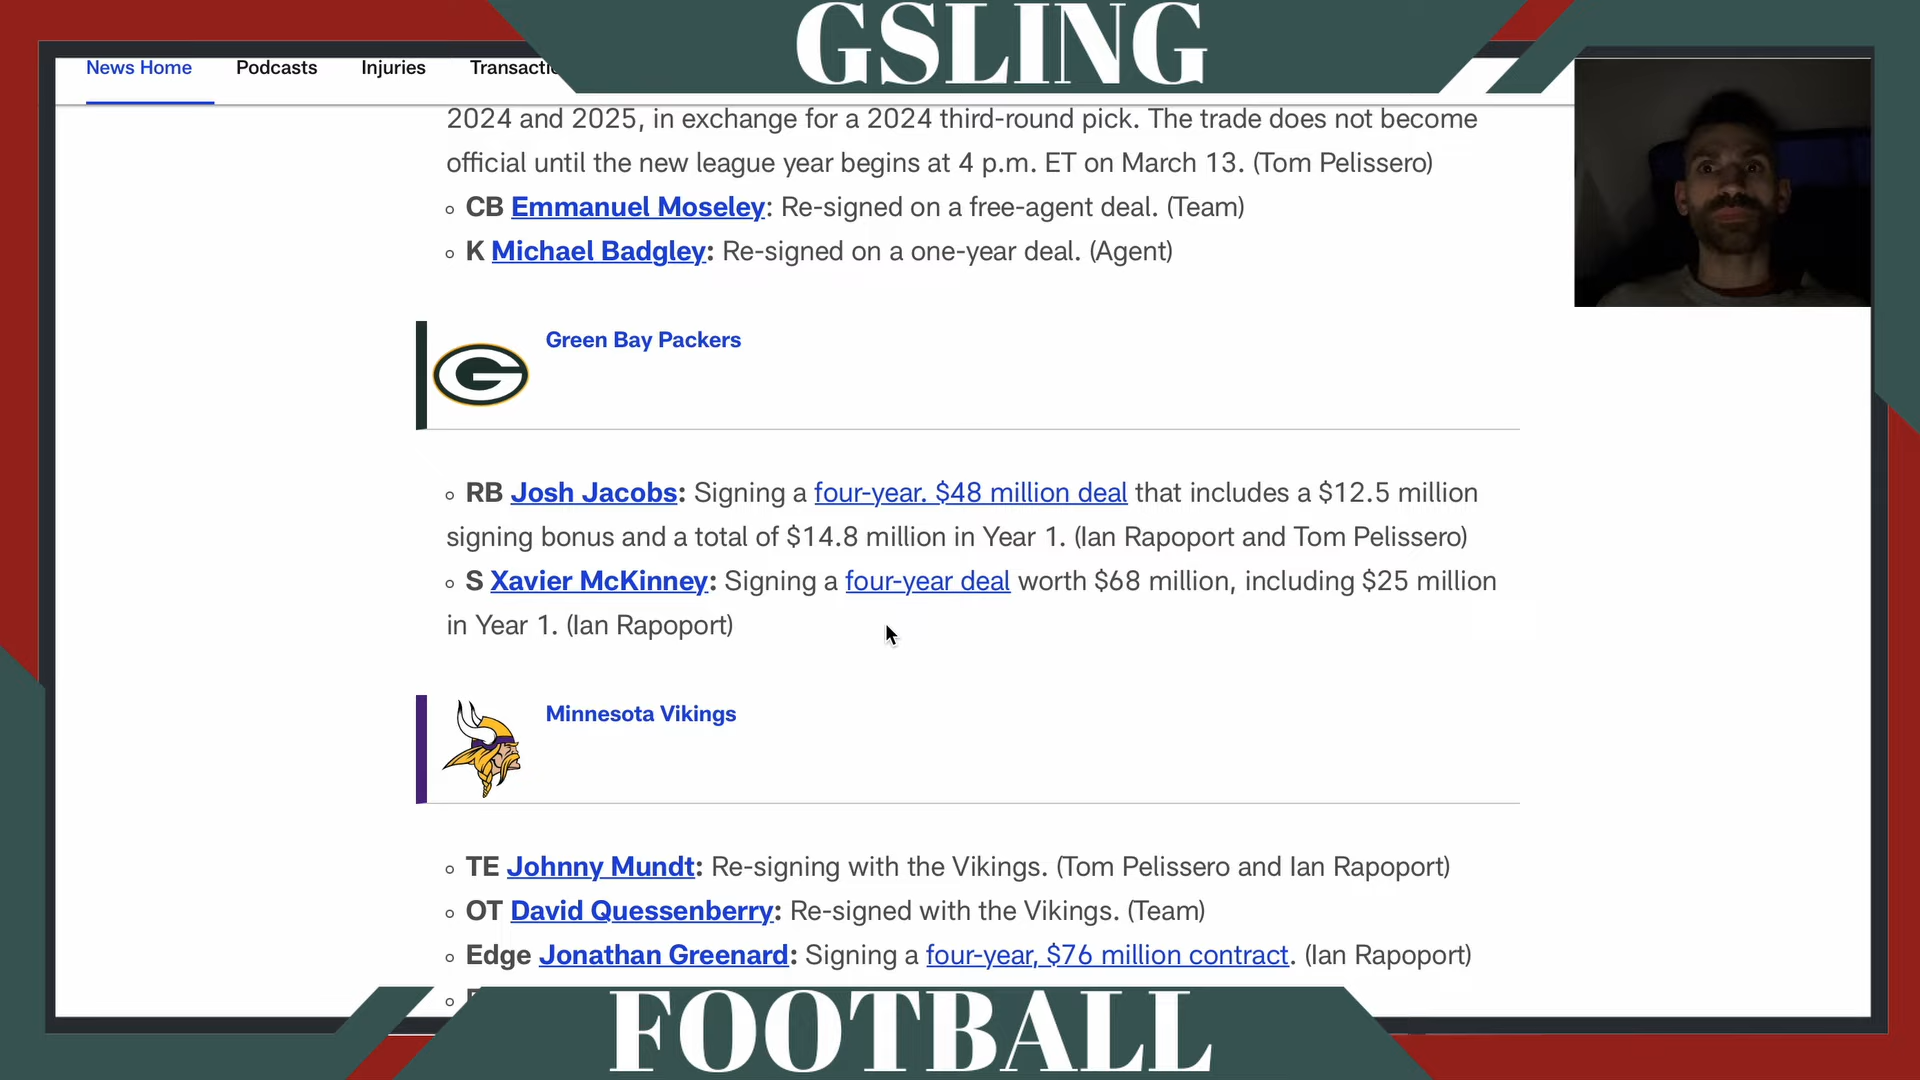 GSLING
News Home Podcasts Injuries Transactio
2024 and 2025, in exchange for a 2024 third-round pick. The trade does not become
official until the new league year begins at 4 p.m. ET on March 13. (Tom Pelissero)
CB Emmanuel Moseley: Re-signed on a free-agent deal. (Team)
K Michael Badgley: Re-signed on a one-year deal. (Agent)
G Green Bay Packers
RB Josh Jacobs: Signing a four-year. $48 million deal that includes a $12.5 million
signing bonus and a total of $14.8 million in Year 1. (Ian Rapoport and Tom Pelissero)
S Xavier McKinney: Signing a four-year deal worth $68 million, including $25 million
in Year 1. (Ian Rapoport)
Minnesota Vikings
TE Johnny Mundt: Re-signing with the Vikings. (Tom Pelissero and Ian Rapoport)
OT David Quessenberry: Re-signed with the Vikings. (Team)
Edge Jonathan Greenard: Signing a four-year, $76 million contract. (Ian Rapoport)
FOOTBALL